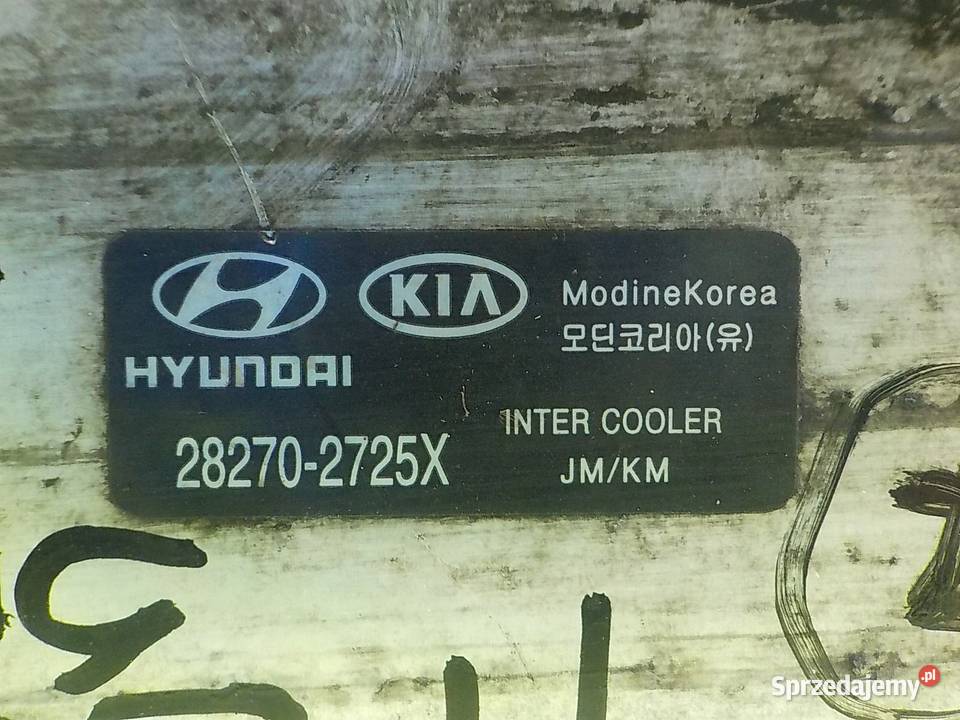 HYUNDAI
KIA
ModineKorea
모딘코리아(유)
28270-2725X
INTER COOLER
JM/KM
Sprzedajemy.pl